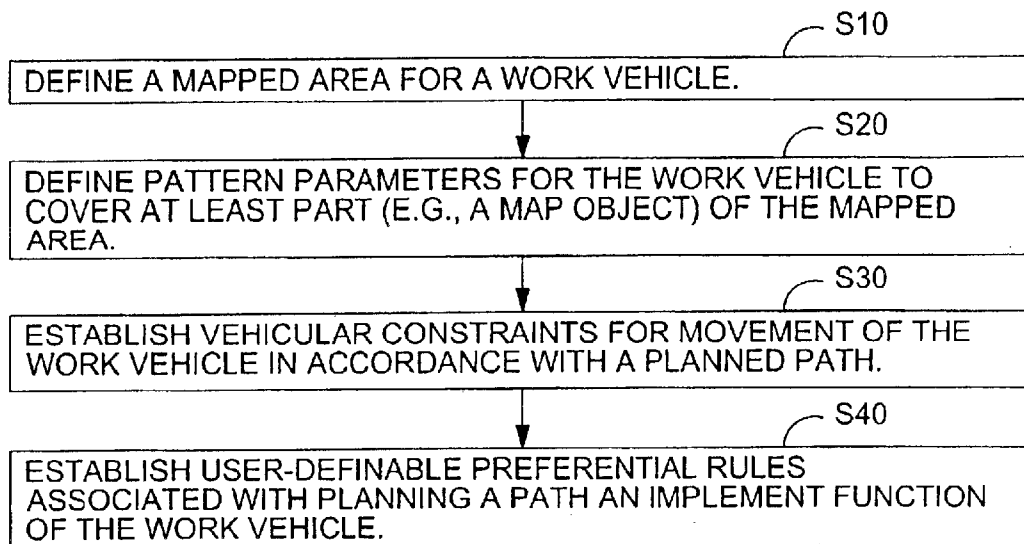 S10
DEFINE A MAPPED AREA FOR A WORK VEHICLE.
S20
DEFINE PATTERN PARAMETERS FOR THE WORK VEHICLE TO
COVER AT LEAST PART (E.G., A MAP OBJECT) OF THE MAPPED
AREA.
S30
ESTABLISH VEHICULAR CONSTRAINTS FOR MOVEMENT OF THE
WORK VEHICLE IN ACCORDANCE WITH A PLANNED PATH.
S40
ESTABLISH USER-DEFINABLE PREFERENTIAL RULES
ASSOCIATED WITH PLANNING A PATH AN IMPLEMENT FUNCTION
OF THE WORK VEHICLE.